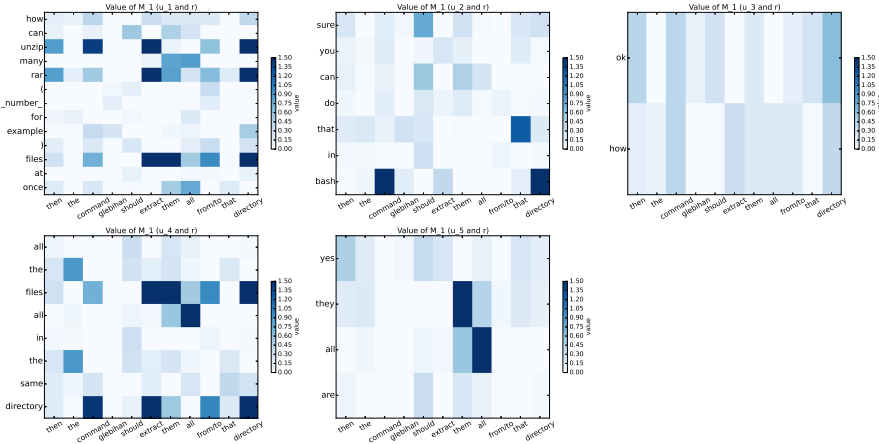 Value of M_1 (u_1 and r)
how
can
unzip
many
rar
(
_number_
for
example
)
files
at
once
then the command glebihan should extract them all from/to that directory
1.50
1.35
1.20
1.05
0.90
0.75
0.60
0.45
0.30
0.15
0.00
value
Value of M_1 (u_2 and r)
sure
you
can
do
that
in
bash
then the command glebihan should extract them all from/to that directory
1.50
1.35
1.20
1.05
0.90
0.75
0.60
0.45
0.30
0.15
0.00
value
Value of M_1 (u_3 and r)
ok
how
then the command glebihan should extract them all from/to that directory
1.50
1.35
1.20
1.05
0.90
0.75
0.60
0.45
0.30
0.15
0.00
Value of M_1 (u_4 and r)
all
the
files
all
in
the
same
directory
then the command glebihan should extract them all from/to that directory
1.50
1.35
1.20
1.05
0.90
0.75
0.60
0.45
0.30
0.15
0.00
value
Value of M_1 (u_5 and r)
yes
they
all
are
then the command glebihan should extract them all from/to that directory
1.50
1.35
1.20
1.05
0.90
0.75
0.60
0.45
0.30
0.15
0.00
value